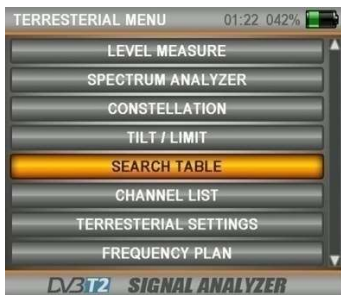 TERRESTERIAL MENU 01:22 042%
LEVEL MEASURE
SPECTRUM ANALYZER
CONSTELLATION
TILT / LIMIT
SEARCH TABLE
CHANNEL LIST
TERRESTERIAL SETTINGS
FREQUENCY PLAN
DVB T2 SIGNAL ANALYZER